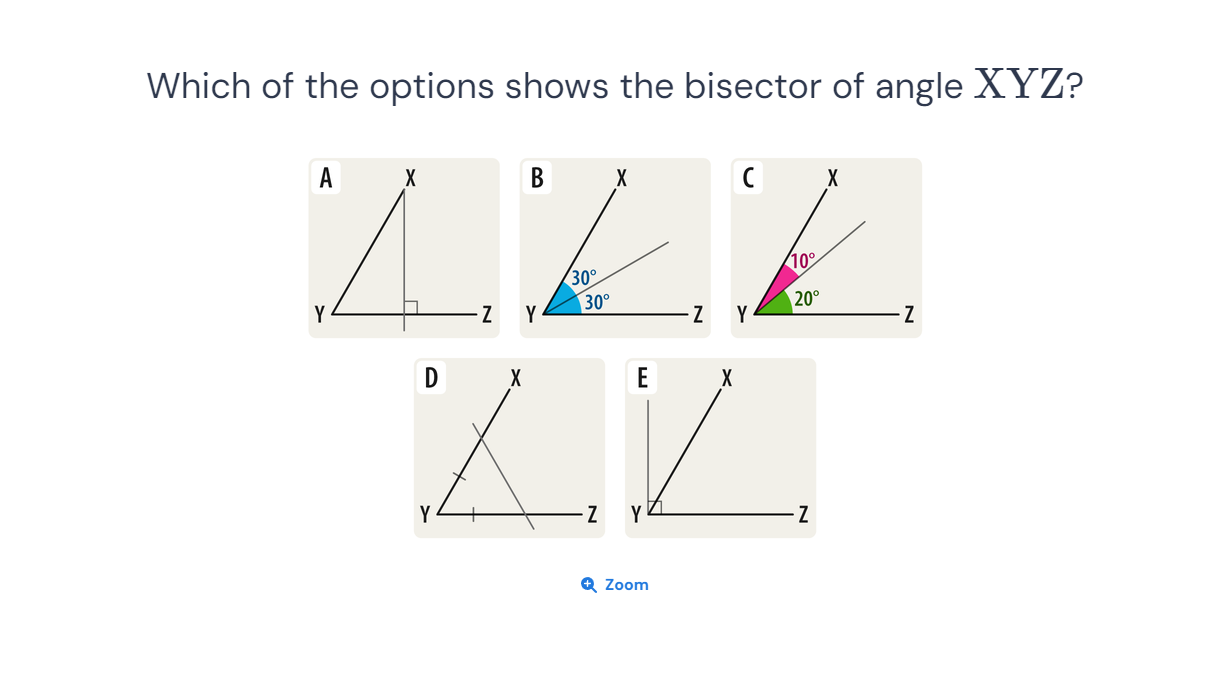 Which of the options shows the bisector of angle XYZ?
A
X
Y
Z
B
X
30°
30°
Y
Z
C
X
10°
20°
Y
Z
D
X
Y
Z
E
X
Y
Z
Zoom